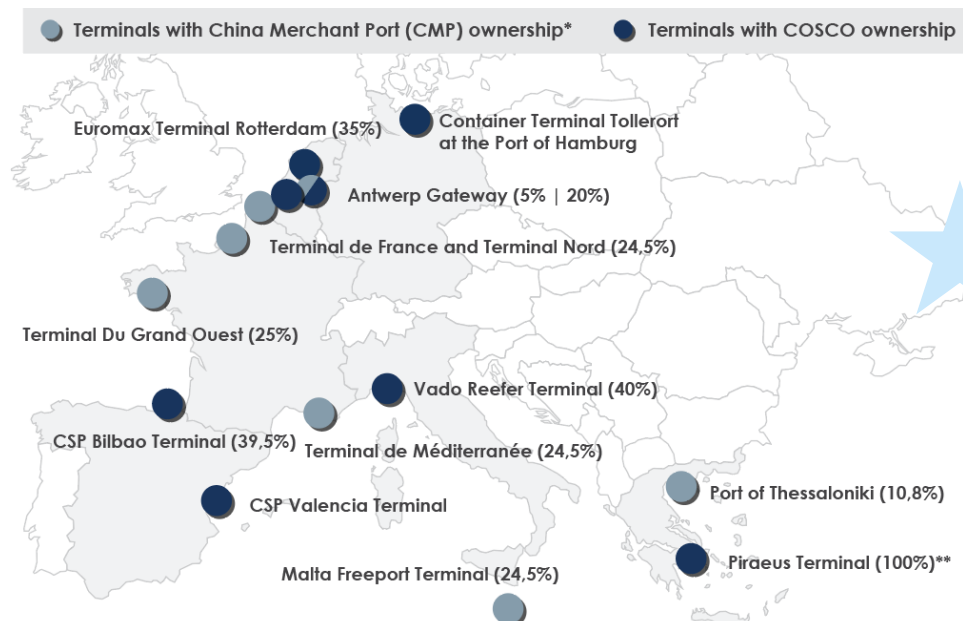 Terminals with China Merchant Port (CMP) ownership*
Terminals with COSCO ownership
Container Terminal Tollerort
at the Port of Hamburg
Euromax Terminal Rotterdam (35%)
Antwerp Gateway (5% | 20%)
Terminal de France and Terminal Nord (24,5%)
Terminal Du Grand Ouest (25%)
Vado Reefer Terminal (40%)
CSP Bilbao Terminal (39,5%)
Terminal de Méditerranée (24,5%)
CSP Valencia Terminal
Port of Thessaloniki (10,8%)
Piraeus Terminal (100%)**
Malta Freeport Terminal (24,5%)